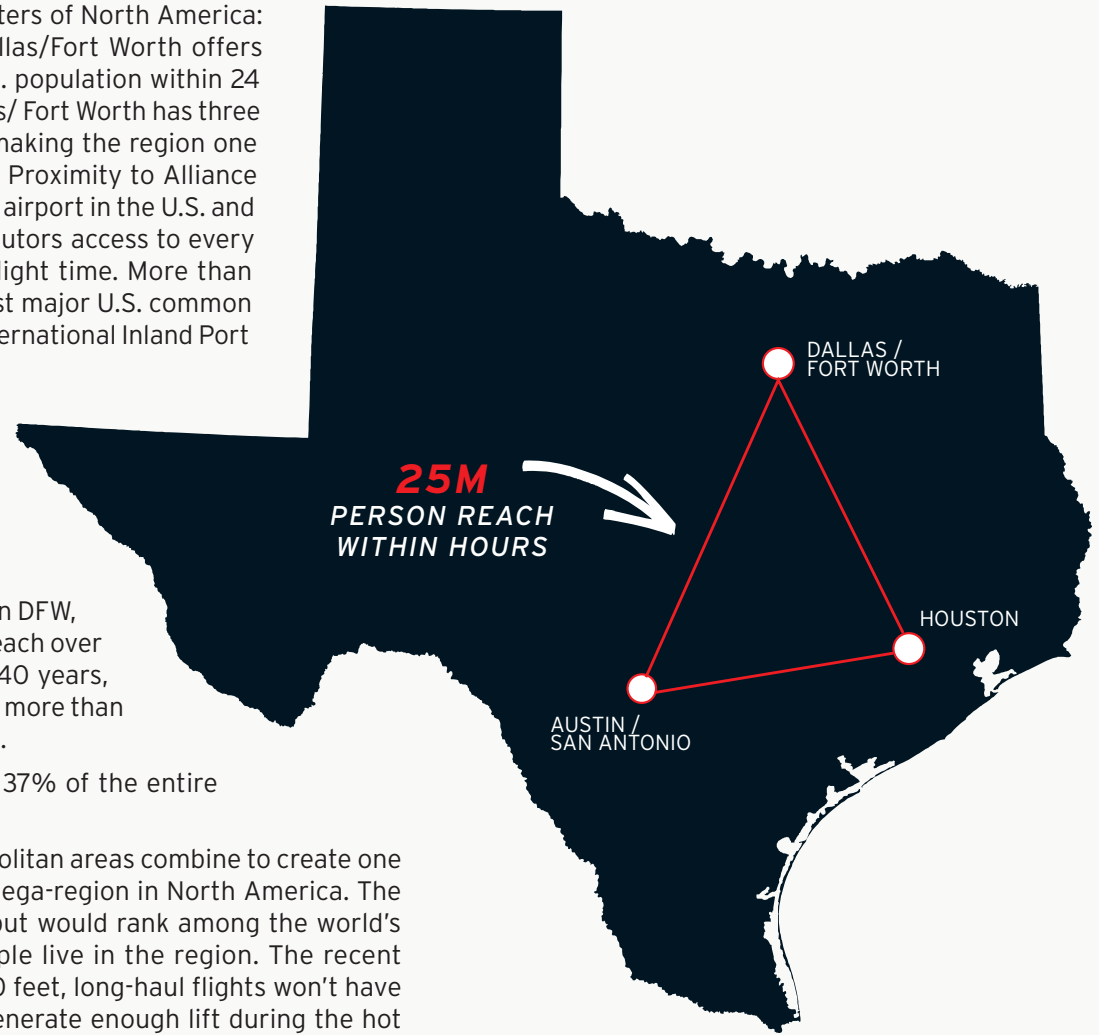 ters of North America:
llas/Fort Worth offers
. population within 24
s/ Fort Worth has three
making the region one
Proximity to Alliance
airport in the U.S. and
utors access to every
light time. More than
st major U.S. common
ernational Inland Port
DALLAS /
FORT WORTH
25M
PERSON REACH
WITHIN HOURS
HOUSTON
AUSTIN /
SAN ANTONIO
n DFW,
each over
40 years,
more than
.
37% of the entire
politan areas combine to create one
ega-region in North America. The
out would rank among the world's
ple live in the region. The recent
0 feet, long-haul flights won't have
enerate enough lift during the hot